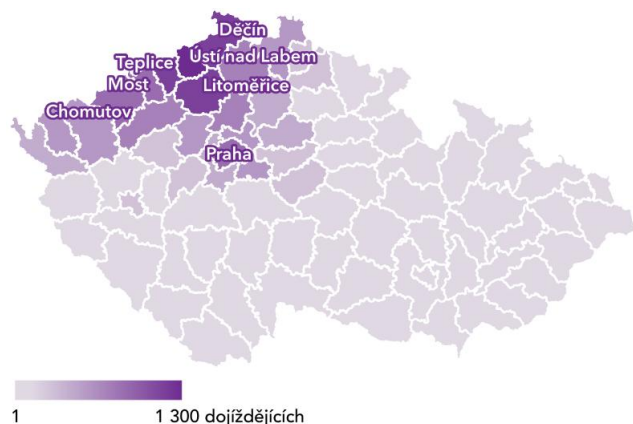 Děčín
Ústí nad Labem
Teplice
Most
Litoměřice
Chomutov
Praha
1
1 300 dojíždějících